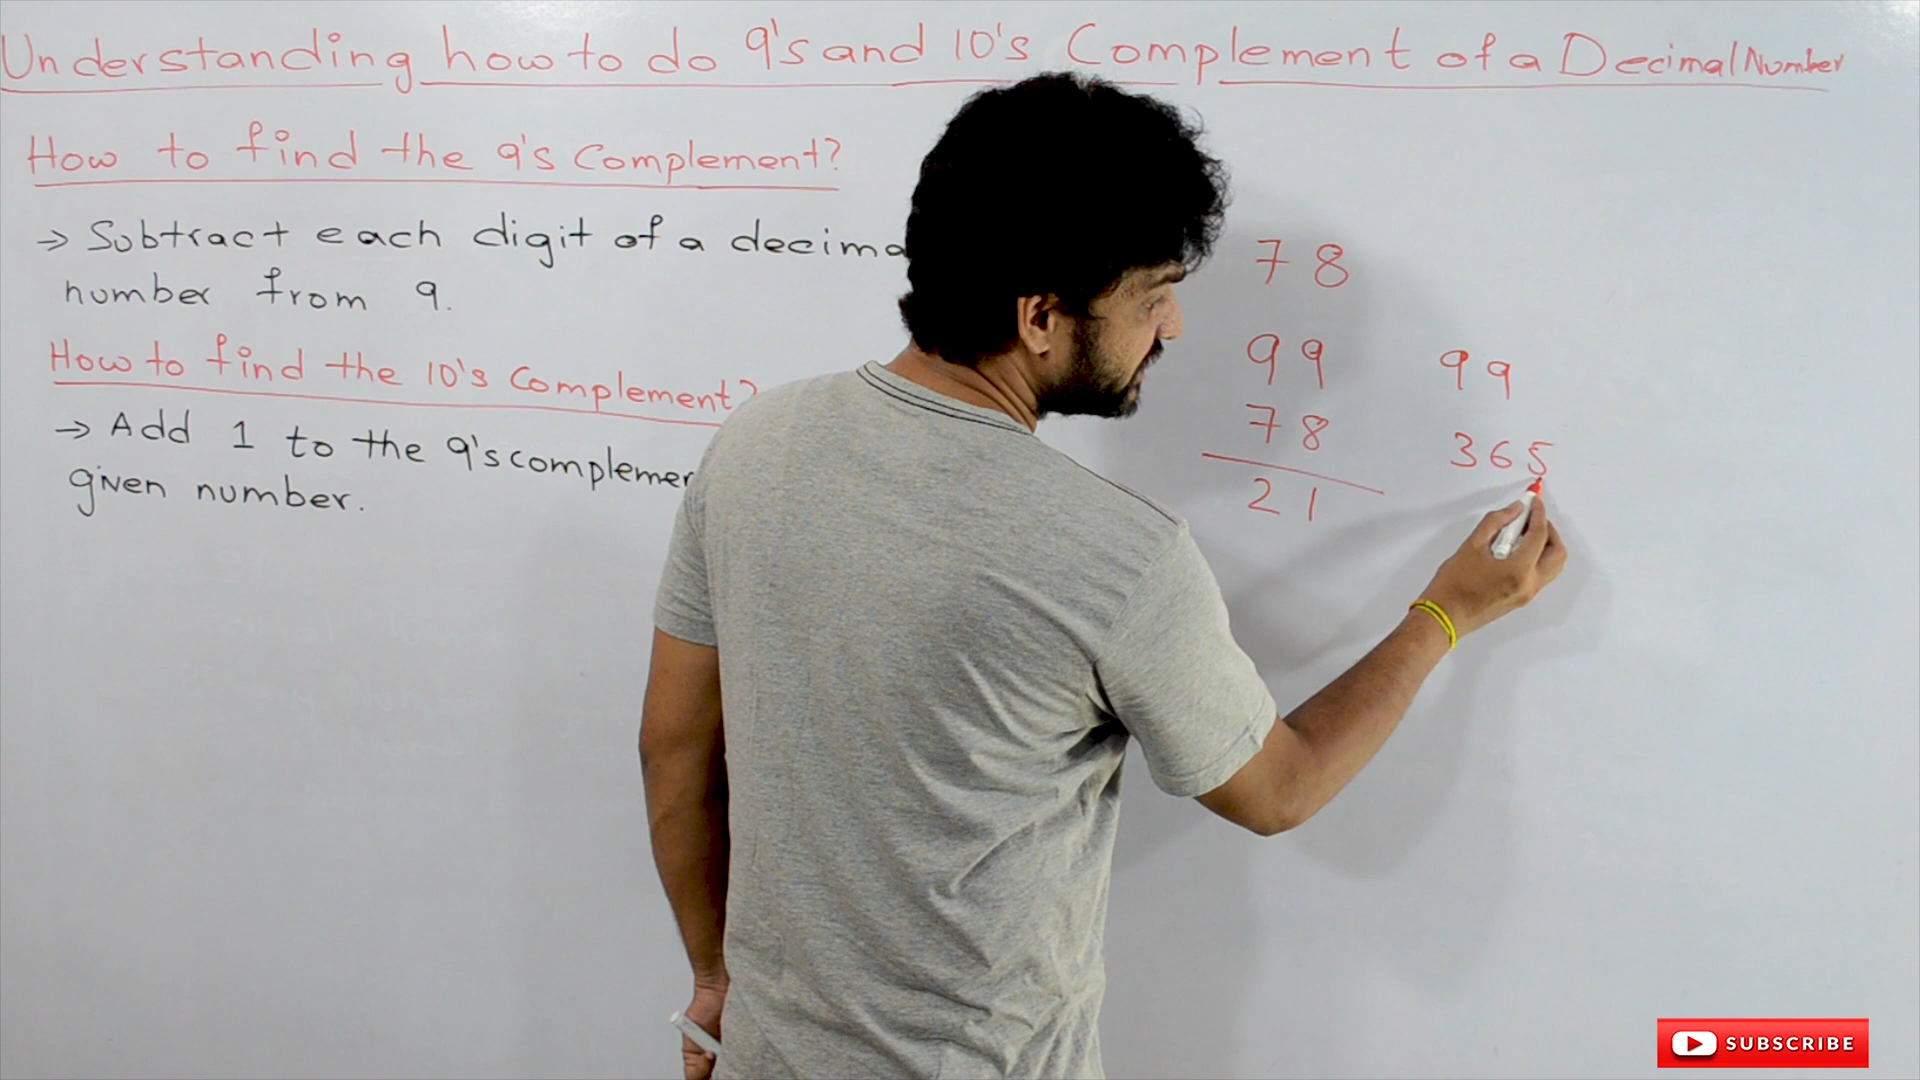 Understanding how to do 9's and 10's Complement of a Decimal Number
How to find the 9's Complement?
→ Subtract each digit of a decima
number from 9.
How to find the 10's Complement?
→ Add 1 to the 9's complemen
given number.
78
99
78
21
99
365
SUBSCRIBE